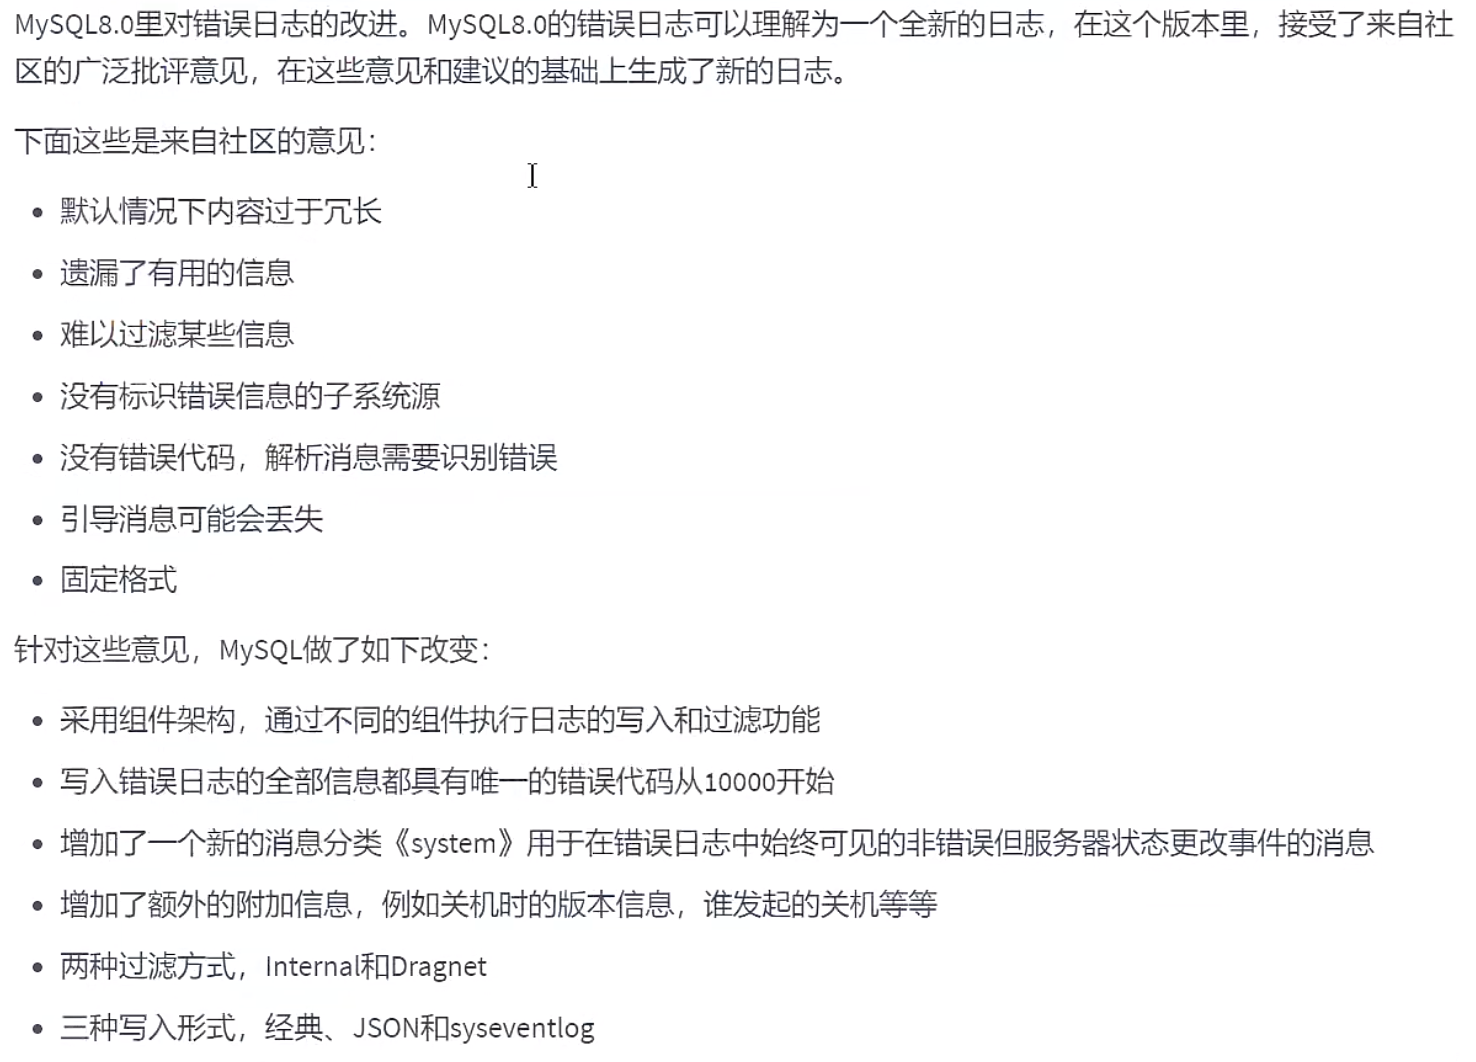 MySQL8.0里对错误日志的改进。MySQL8.0的错误日志可以理解为一个全新的日志，在这个版本里，接受了来自社
区的广泛批评意见，在这些意见和建议的基础上生成了新的日志。
下面这些是来自社区的意见：
• 默认情况下内容过于冗长
• 遗漏了有用的信息
• 难以过滤某些信息
• 没有标识错误信息的子系统源
• 没有错误代码，解析消息需要识别错误
• 引导消息可能会丢失
• 固定格式
针对这些意见，MySQL做了如下改变：
• 采用组件架构，通过不同的组件执行日志的写入和过滤功能
• 写入错误日志的全部信息都具有唯一的错误代码从10000开始
• 增加了一个新的消息分类《system》用于在错误日志中始终可见的非错误但服务器状态更改事件的消息
• 增加了额外的附加信息，例如关机时的版本信息，谁发起的关机等等
• 两种过滤方式，Internal和Dragnet
• 三种写入形式，经典、JSON和syseventlog